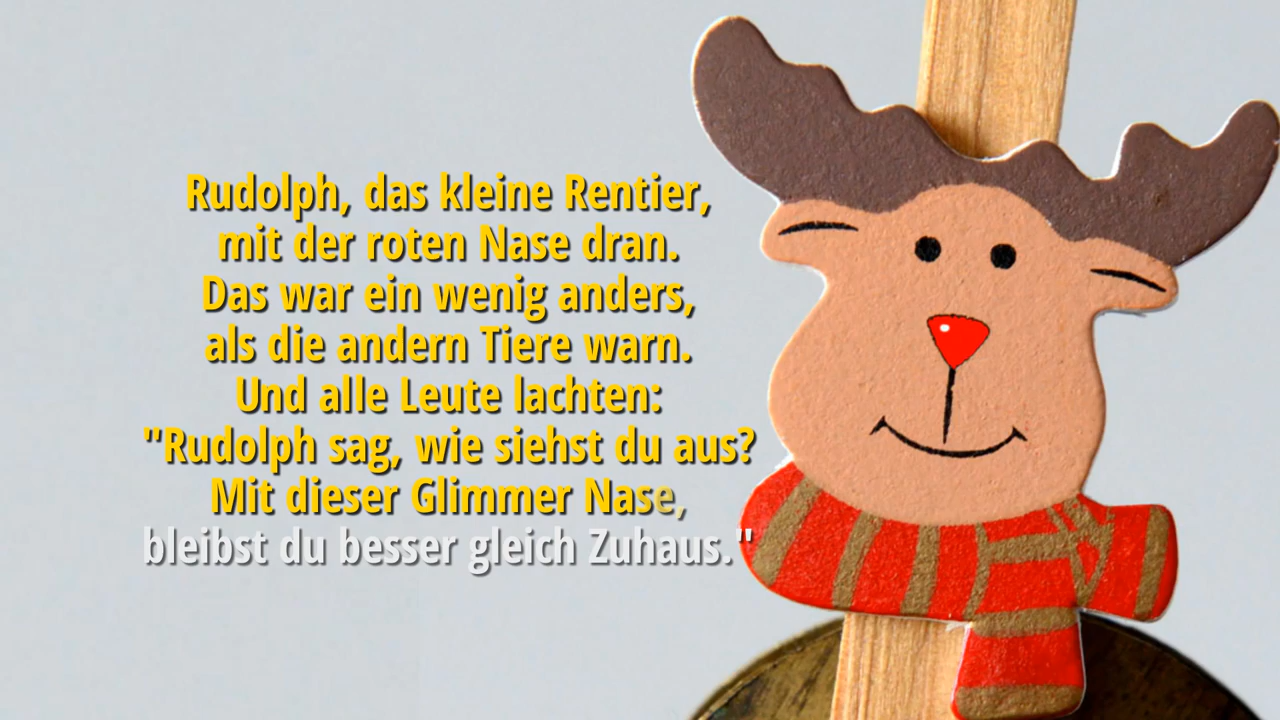 Rudolph, das kleine Rentier,
mit der roten Nase dran.
Das war ein wenig anders,
als die andern Tiere warn.
Und alle Leute lachten:
"Rudolph sag, wie siehst du aus?
Mit dieser Glimmer Nase,
bleibst du besser gleich Zuhaus."